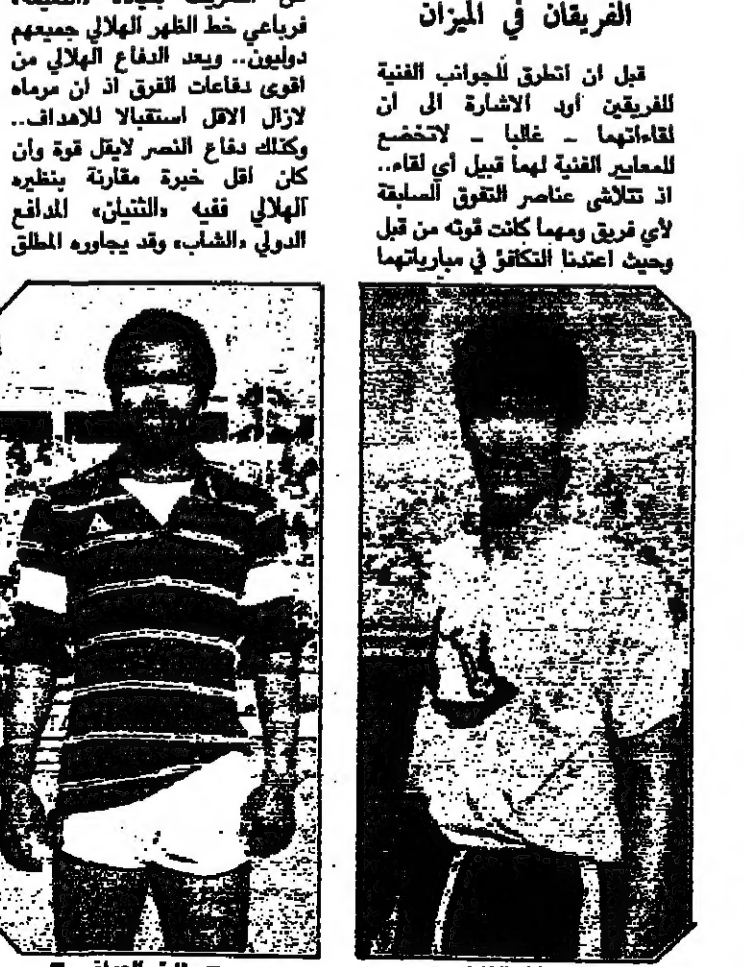 الفريقان في الميزان
قبل ان اتطرق للجوانب الفنية
للفريقين أود الاشارة الى ان
لقاءاتهما – غالبا – لاتخضع
للمعايير الفنية لهما قبيل أي لقاء..
اذ تتلاشى عناصر التفوق السابقة
لأي فريق ومهما كانت قوته من قبل
وحيث اعتدنا التكافؤ في مبارياتهما
فرباعي خط الظهر الهلالي جميعهم
دوليون.. ويعد الدفاع الهلالي من
اقوى دفاعات الفرق اذ ان مرماه
لازال الاقل استقبالا للاهداف..
وكذلك دفاع النصر لايقل قوة وان
كان اقل خبرة مقارنة بنظيره
الهلالي ففيه «الثنيان» المدافع
الدولي «الشاب» وقد يجاوره المطلق